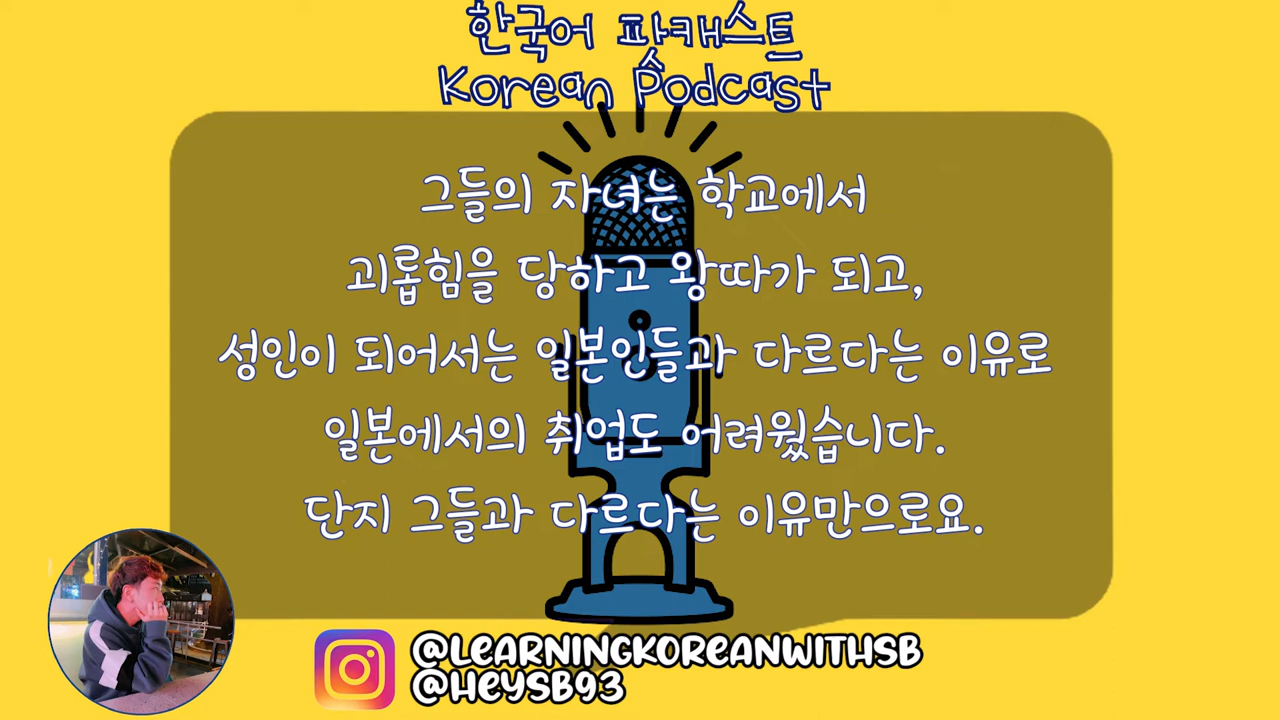 한국어 팟캐스트
Korean Podcast
그들의 자녀는 학교에서
괴롭힘을 당하고 왕따가 되고,
성인이 되어서는 일본인들과 다르다는 이유로
일본에서의 취업도 어려웠습니다.
단지 그들과 다르다는 이유만으로요.
@LEARNINGKOREANWITHSB
@HEYSB93